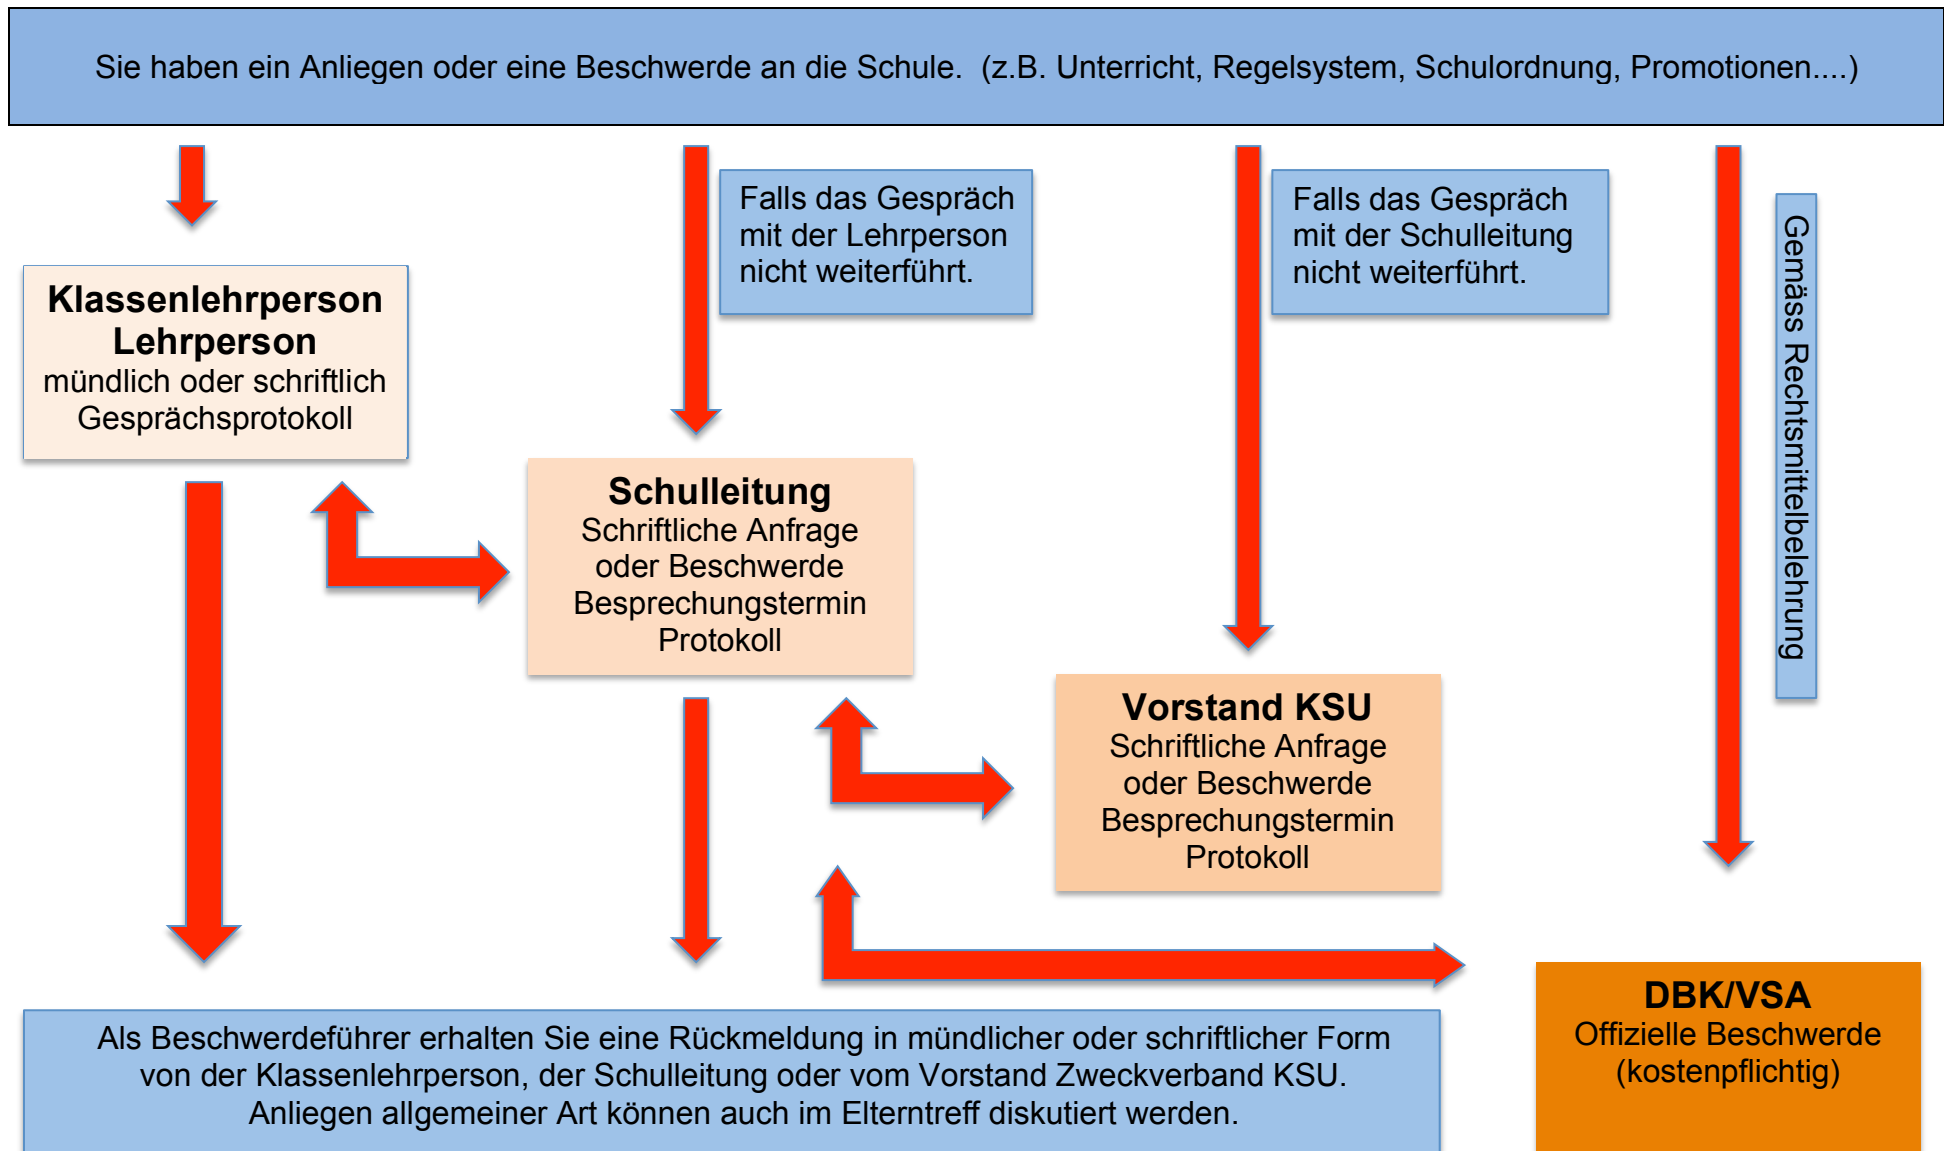 Sie haben ein Anliegen oder eine Beschwerde an die Schule.  (z.B. Unterricht, Regelsystem, Schulordnung, Promotionen....)
Falls das Gespräch
mit der Lehrperson
nicht weiterführt.
Falls das Gespräch
mit der Schulleitung
nicht weiterführt.
Gemäss Rechtsmittelbelehrung
Klassenlehrperson
Lehrperson
mündlich oder schriftlich
Gesprächsprotokoll
Schulleitung
Schriftliche Anfrage
oder Beschwerde
Besprechungstermin
Protokoll
Vorstand KSU
Schriftliche Anfrage
oder Beschwerde
Besprechungstermin
Protokoll
DBK/VSA
Offizielle Beschwerde
(kostenpflichtig)
Als Beschwerdeführer erhalten Sie eine Rückmeldung in mündlicher oder schriftlicher Form
von der Klassenlehrperson, der Schulleitung oder vom Vorstand Zweckverband KSU.
Anliegen allgemeiner Art können auch im Elterntreff diskutiert werden.